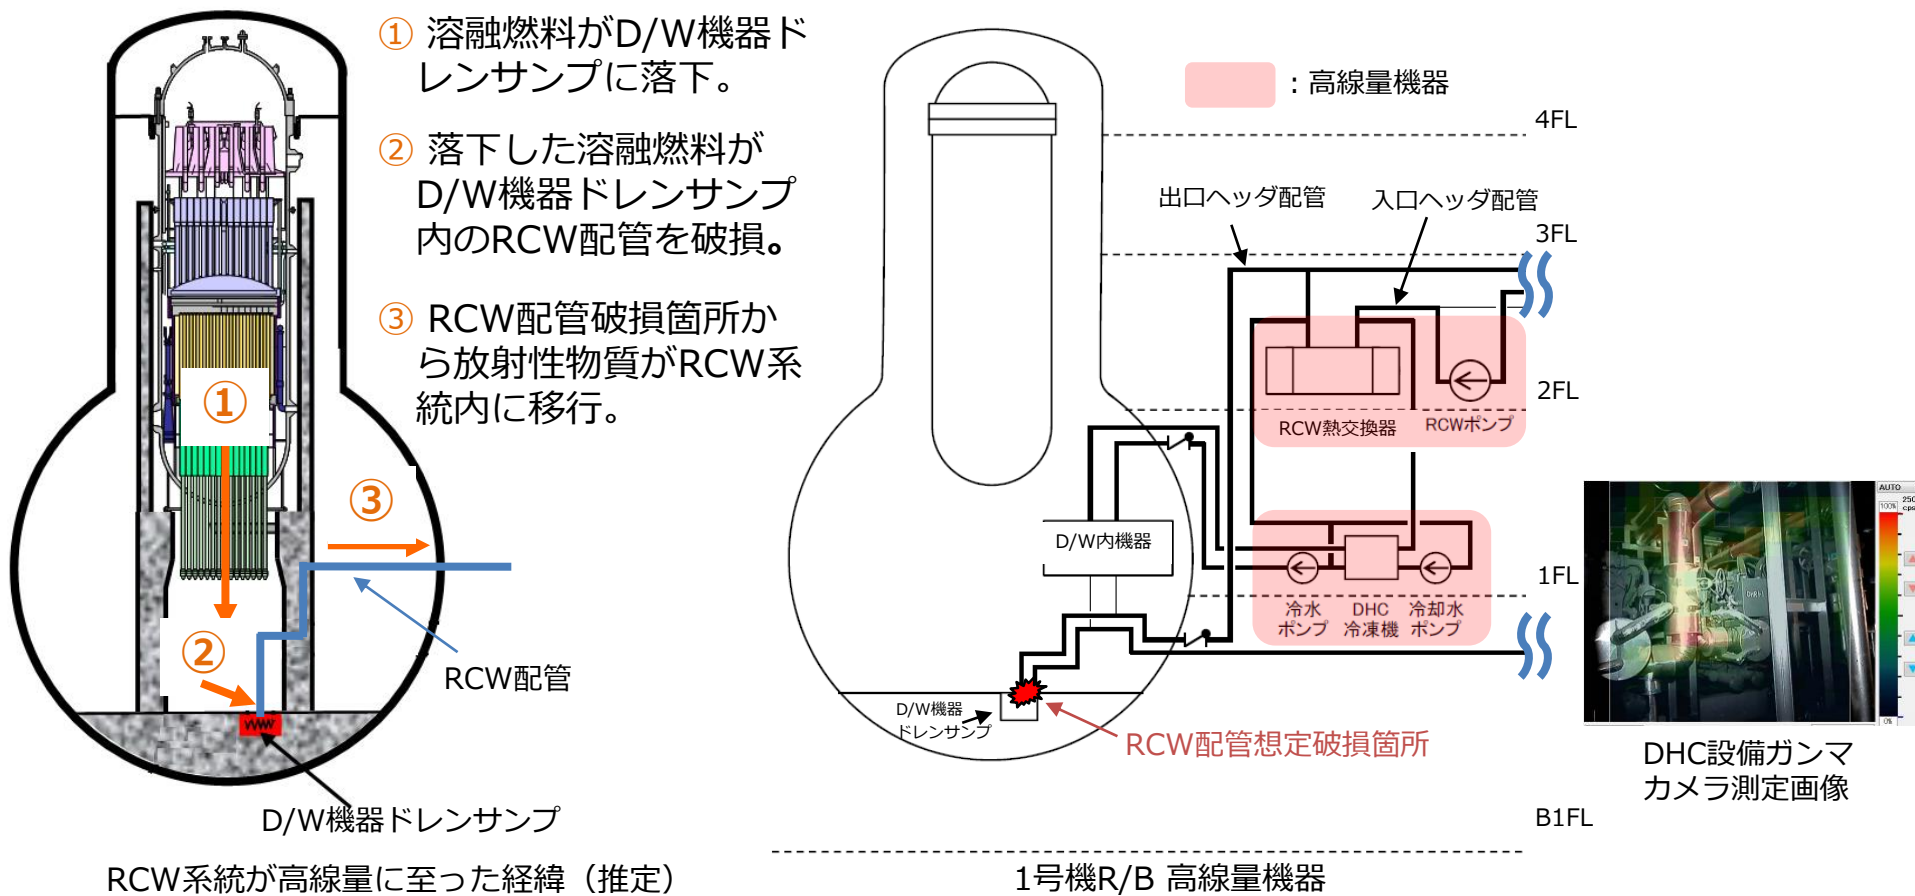 ① 溶融燃料がD/W機器ド
レンサンプに落下。
② 落下した溶融燃料が
D/W機器ドレンサンプ
内のRCW配管を破損。
③ RCW配管破損箇所か
ら放射性物質がRCW系
統内に移行。
①
②
③
RCW配管
D/W機器ドレンサンプ
RCW系統が高線量に至った経緯（推定）
：高線量機器
4FL
出口ヘッダ配管
入口ヘッダ配管
3FL
2FL
RCW熱交換器
RCWポンプ
D/W内機器
1FL
冷水
ポンプ
DHC
冷凍機
冷却水
ポンプ
D/W機器
ドレンサンプ
RCW配管想定破損箇所
B1FL
1号機R/B 高線量機器
AUTO
100%
250
cps
0%
DHC設備ガンマ
カメラ測定画像